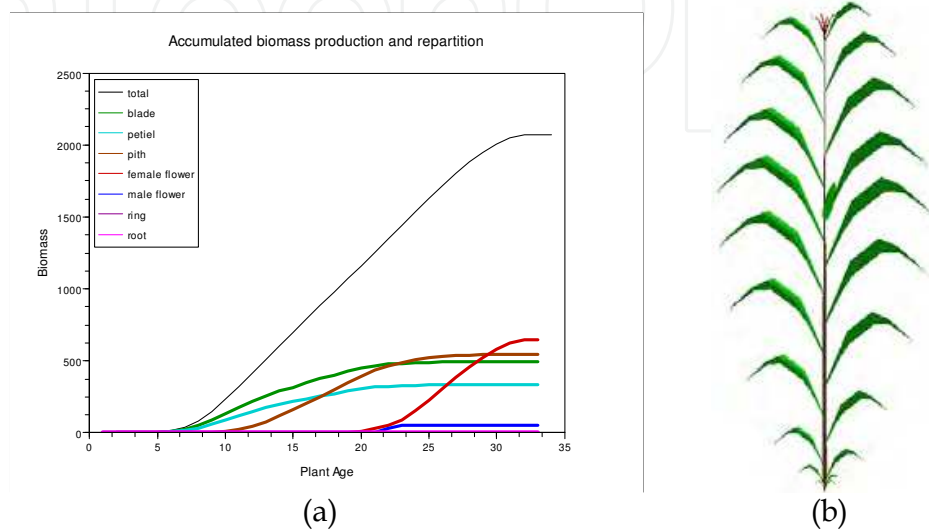 Accumulated biomass production and repartition
2500
2000
1500
1000
500
0
total
blade
petiel
pith
female flower
male flower
ring
root
Biomass
0 5 10 15 20 25 30 35
Plant Age
(a) (b)